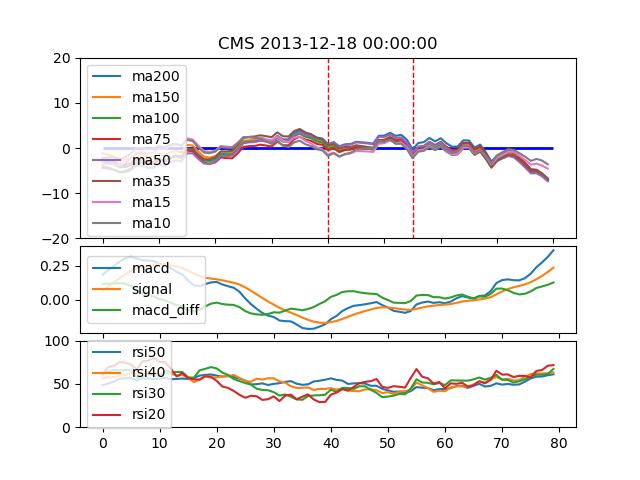 CMS 2013-12-18 00:00:00
20
10
0
−10
−20
ma200
ma150
ma100
ma75
ma50
ma35
ma15
ma10
0.25
0.00
macd
signal
macd_diff
100
50
0
rsi50
rsi40
rsi30
rsi20
0 10 20 30 40 50 60 70 80